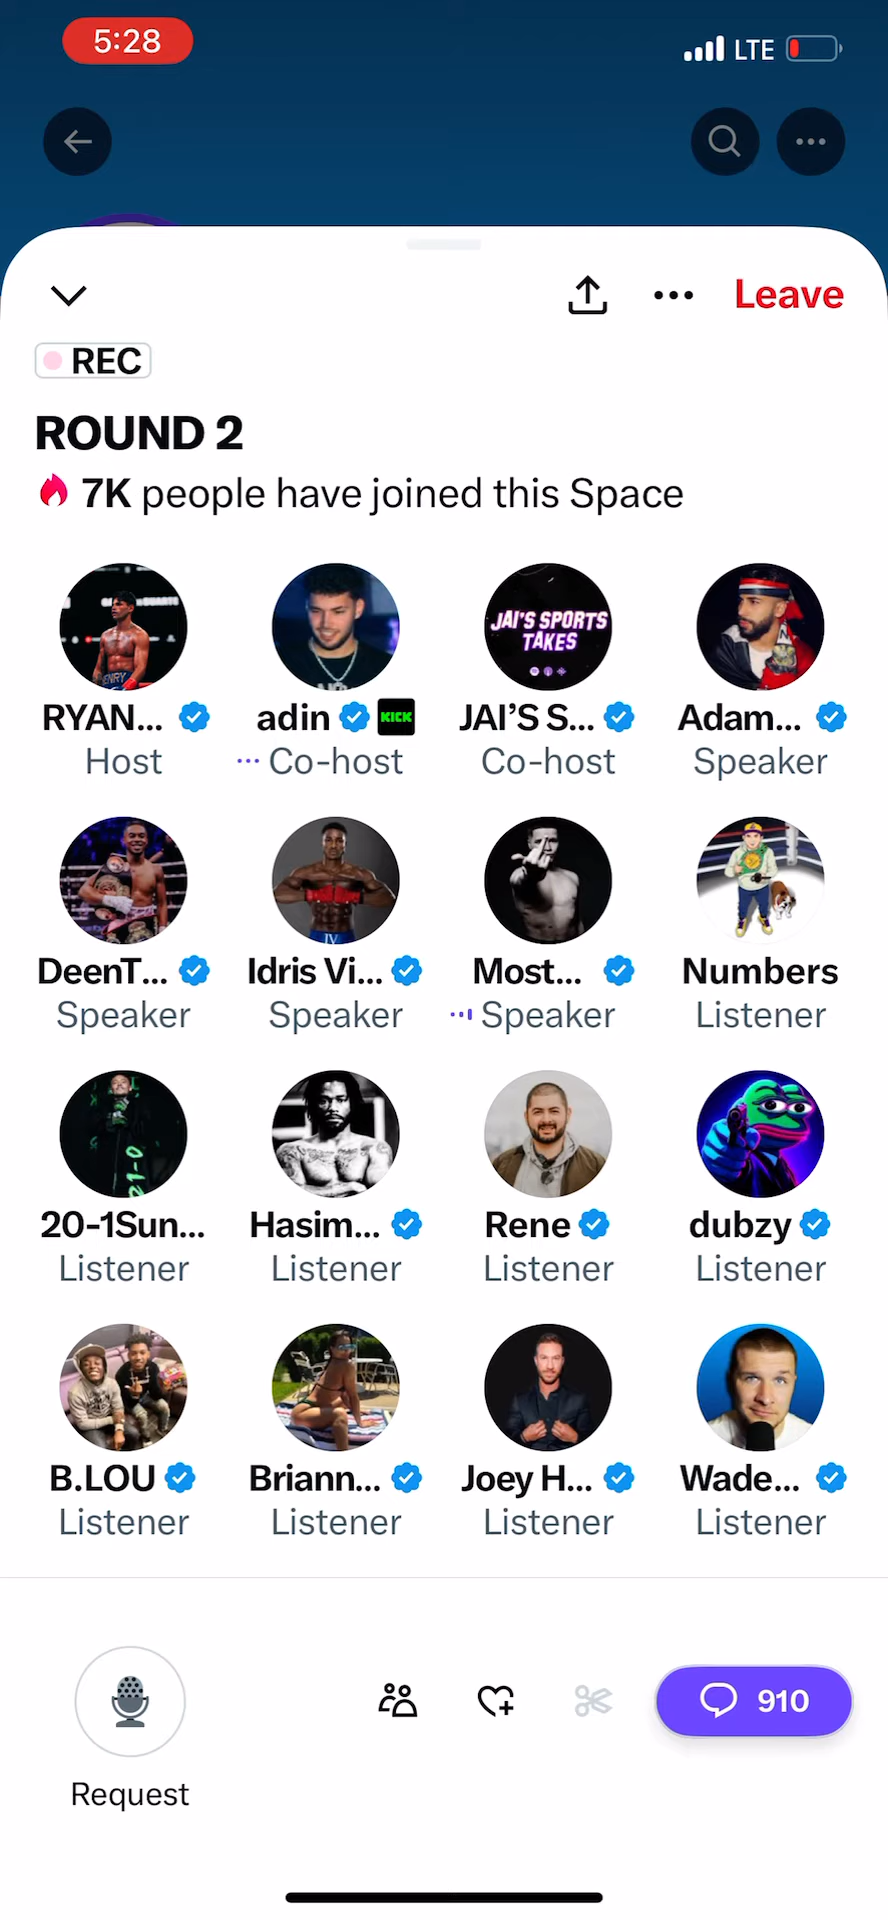 5:28
LTE
Leave
REC
ROUND 2
7K people have joined this Space
JAI'S SPORTS
TAKES
RYAN... adin KICK JAI'S S... Adam...
Host Co-host Co-host Speaker
DeenT... Idris Vi... Most... Numbers
Speaker Speaker Speaker Listener
20-1Sun... Hasim... Rene dubzy
Listener Listener Listener Listener
B.LOU Briann... Joey H... Wade...
Listener Listener Listener Listener
910
Request